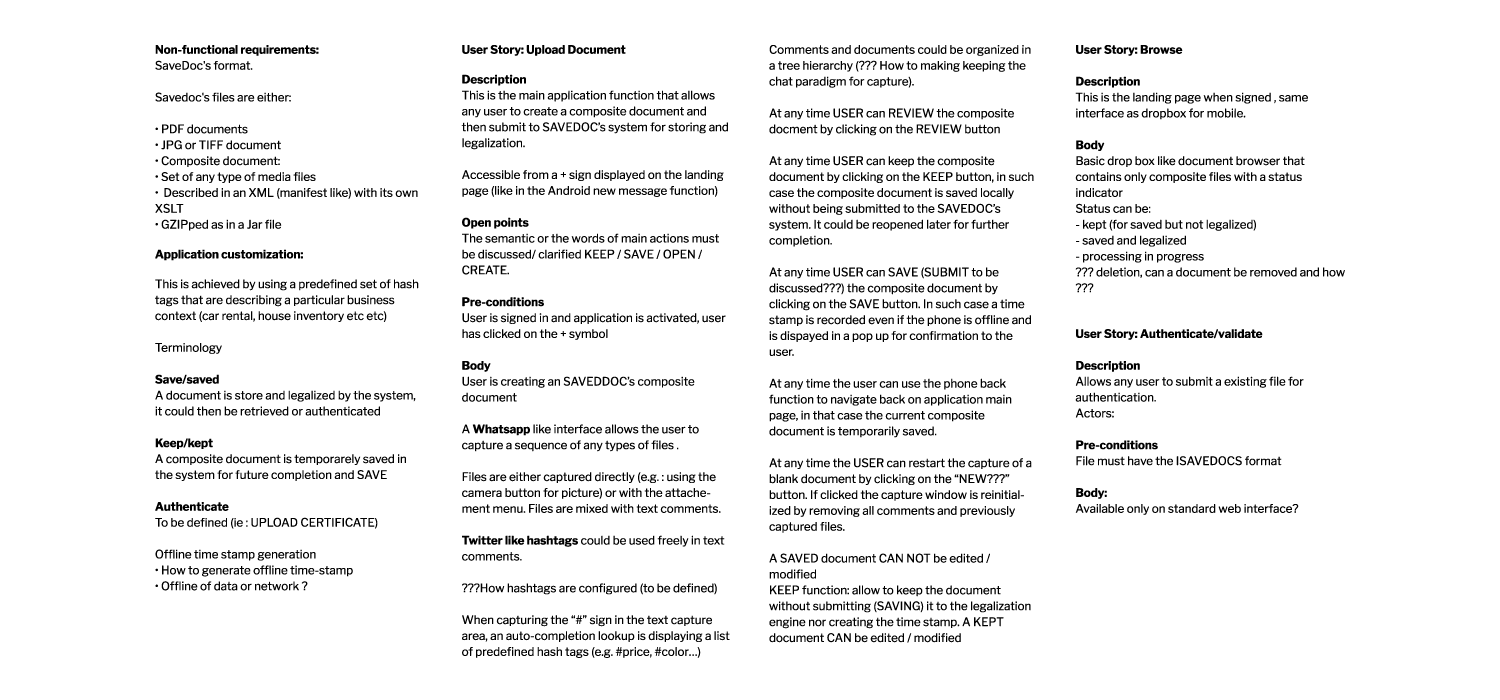 Non-functional requirements:
SaveDoc's format.
Savedoc's files are either:
• PDF documents
• JPG or TIFF document
• Composite document:
• Set of any type of media files
• Described in an XML (manifest like) with its own
XSLT
• GZIPped as in a Jar file
Application customization:
This is achieved by using a predefined set of hash
tags that are describing a particular business
context (car rental, house inventory etc etc)
Terminology
Save/saved
A document is store and legalized by the system,
it could then be retrieved or authenticated
Keep/kept
A composite document is temporarely saved in
the system for future completion and SAVE
Authenticate
To be defined (ie : UPLOAD CERTIFICATE)
Offline time stamp generation
• How to generate offline time-stamp
• Offline of data or network ?
User Story: Upload Document
Description
This is the main application function that allows
any user to create a composite document and
then submit to SAVEDOC's system for storing and
legalization.
Accessible from a + sign displayed on the landing
page (like in the Android new message function)
Open points
The semantic or the words of main actions must
be discussed/ clarified KEEP / SAVE / OPEN /
CREATE.
Pre-conditions
User is signed in and application is activated, user
has clicked on the + symbol
Body
User is creating an SAVEDDOC's composite
document
A Whatsapp like interface allows the user to
capture a sequence of any types of files .
Files are either captured directly (e.g. : using the
camera button for picture) or with the attache-
ment menu. Files are mixed with text comments.
Twitter like hashtags could be used freely in text
comments.
???How hashtags are configured (to be defined)
When capturing the "#" sign in the text capture
area, an auto-completion lookup is displaying a list
of predefined hash tags (e.g. #price, #color...)
Comments and documents could be organized in
a tree hierarchy (??? How to making keeping the
chat paradigm for capture).
At any time USER can REVIEW the composite
docment by clicking on the REVIEW button
At any time USER can keep the composite
document by clicking on the KEEP button, in such
case the composite document is saved locally
without being submitted to the SAVEDOC's
system. It could be reopened later for further
completion.
At any time USER can SAVE (SUBMIT to be
discussed???) the composite document by
clicking on the SAVE button. In such case a time
stamp is recorded even if the phone is offline and
is dispayed in a pop up for confirmation to the
user.
At any time the user can use the phone back
function to navigate back on application main
page, in that case the current composite
document is temporarily saved.
At any time the USER can restart the capture of a
blank document by clicking on the "NEW???"
button. If clicked the capture window is reinitial-
ized by removing all comments and previously
captured files.
A SAVED document CAN NOT be edited /
modified
KEEP function: allow to keep the document
without submitting (SAVING) it to the legalization
engine nor creating the time stamp. A KEPT
document CAN be edited / modified
User Story: Browse
Description
This is the landing page when signed , same
interface as dropbox for mobile.
Body
Basic drop box like document browser that
contains only composite files with a status
indicator
Status can be:
- kept (for saved but not legalized)
- saved and legalized
- processing in progress
??? deletion, can a document be removed and how
???
User Story: Authenticate/validate
Description
Allows any user to submit a existing file for
authentication.
Actors:
Pre-conditions
File must have the ISAVEDOCS format
Body:
Available only on standard web interface?